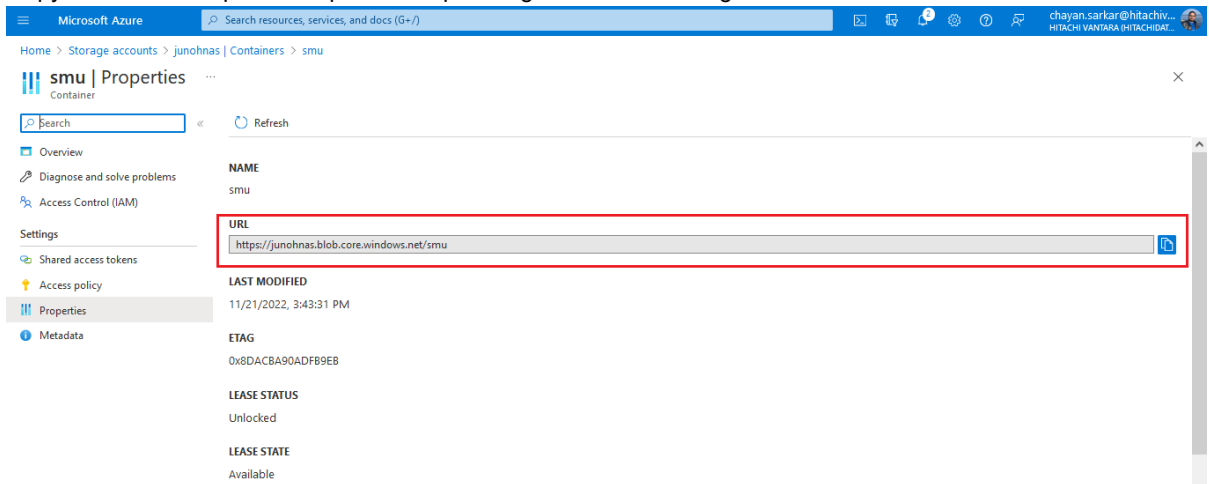 Microsoft Azure
Search resources, services, and docs (G+/)
2
chayan.sarkar@hitachiv...
HITACHI VANTARA (HITACHIDAT...
Home > Storage accounts > junohnas | Containers > smu
smu | Properties ...
Container
Search
«
Refresh
Overview
Diagnose and solve problems
Access Control (IAM)
Settings
Shared access tokens
Access policy
Properties
Metadata
NAME
smu
URL
https://junohnas.blob.core.windows.net/smu
LAST MODIFIED
11/21/2022, 3:43:31 PM
ETAG
0x8DACBA90ADFB9EB
LEASE STATUS
Unlocked
LEASE STATE
Available